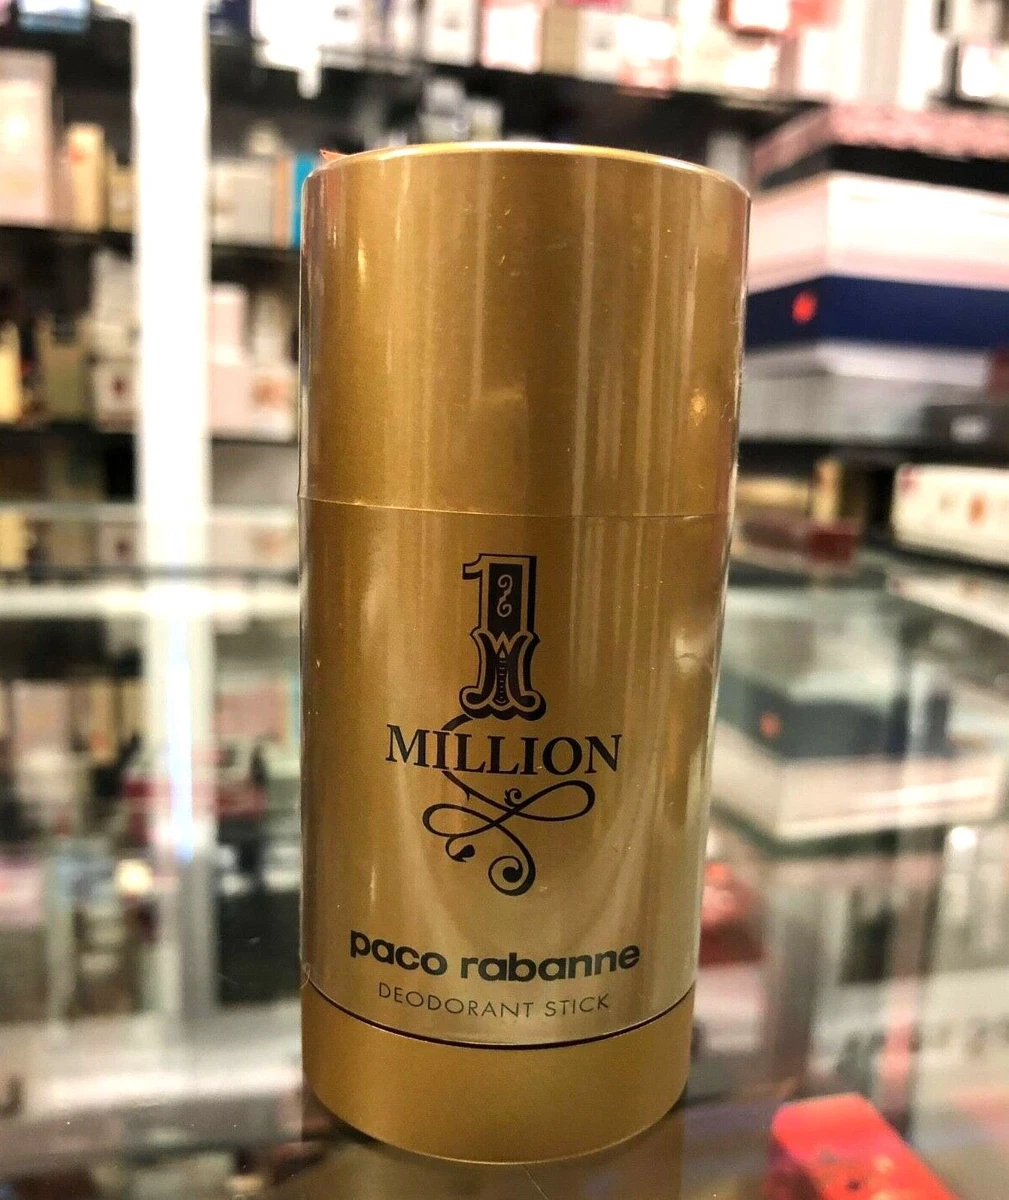 1
MILLION
paco rabanne
DEODORANT STICK